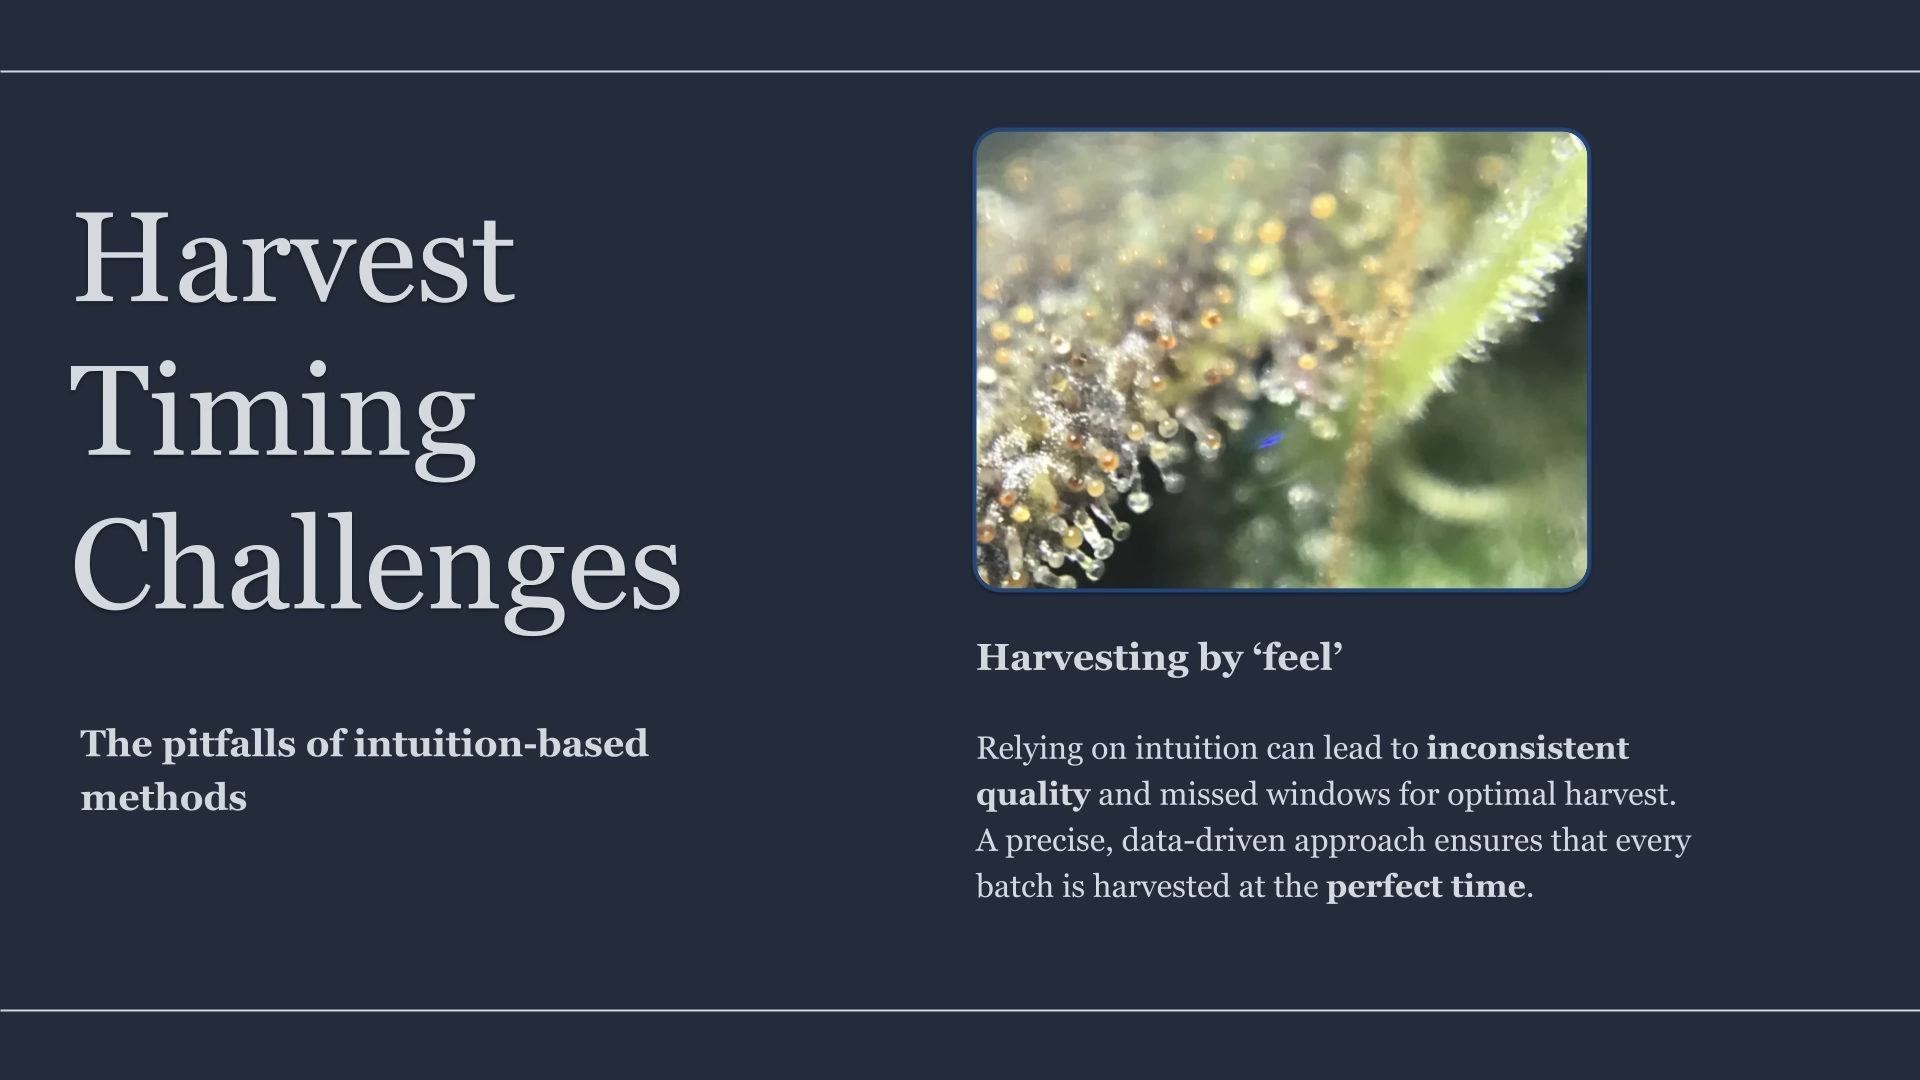 Harvest
Timing
Challenges
The pitfalls of intuition-based
methods
Harvesting by ‘feel’
Relying on intuition can lead to inconsistent
quality and missed windows for optimal harvest.
A precise, data-driven approach ensures that every
batch is harvested at the perfect time.